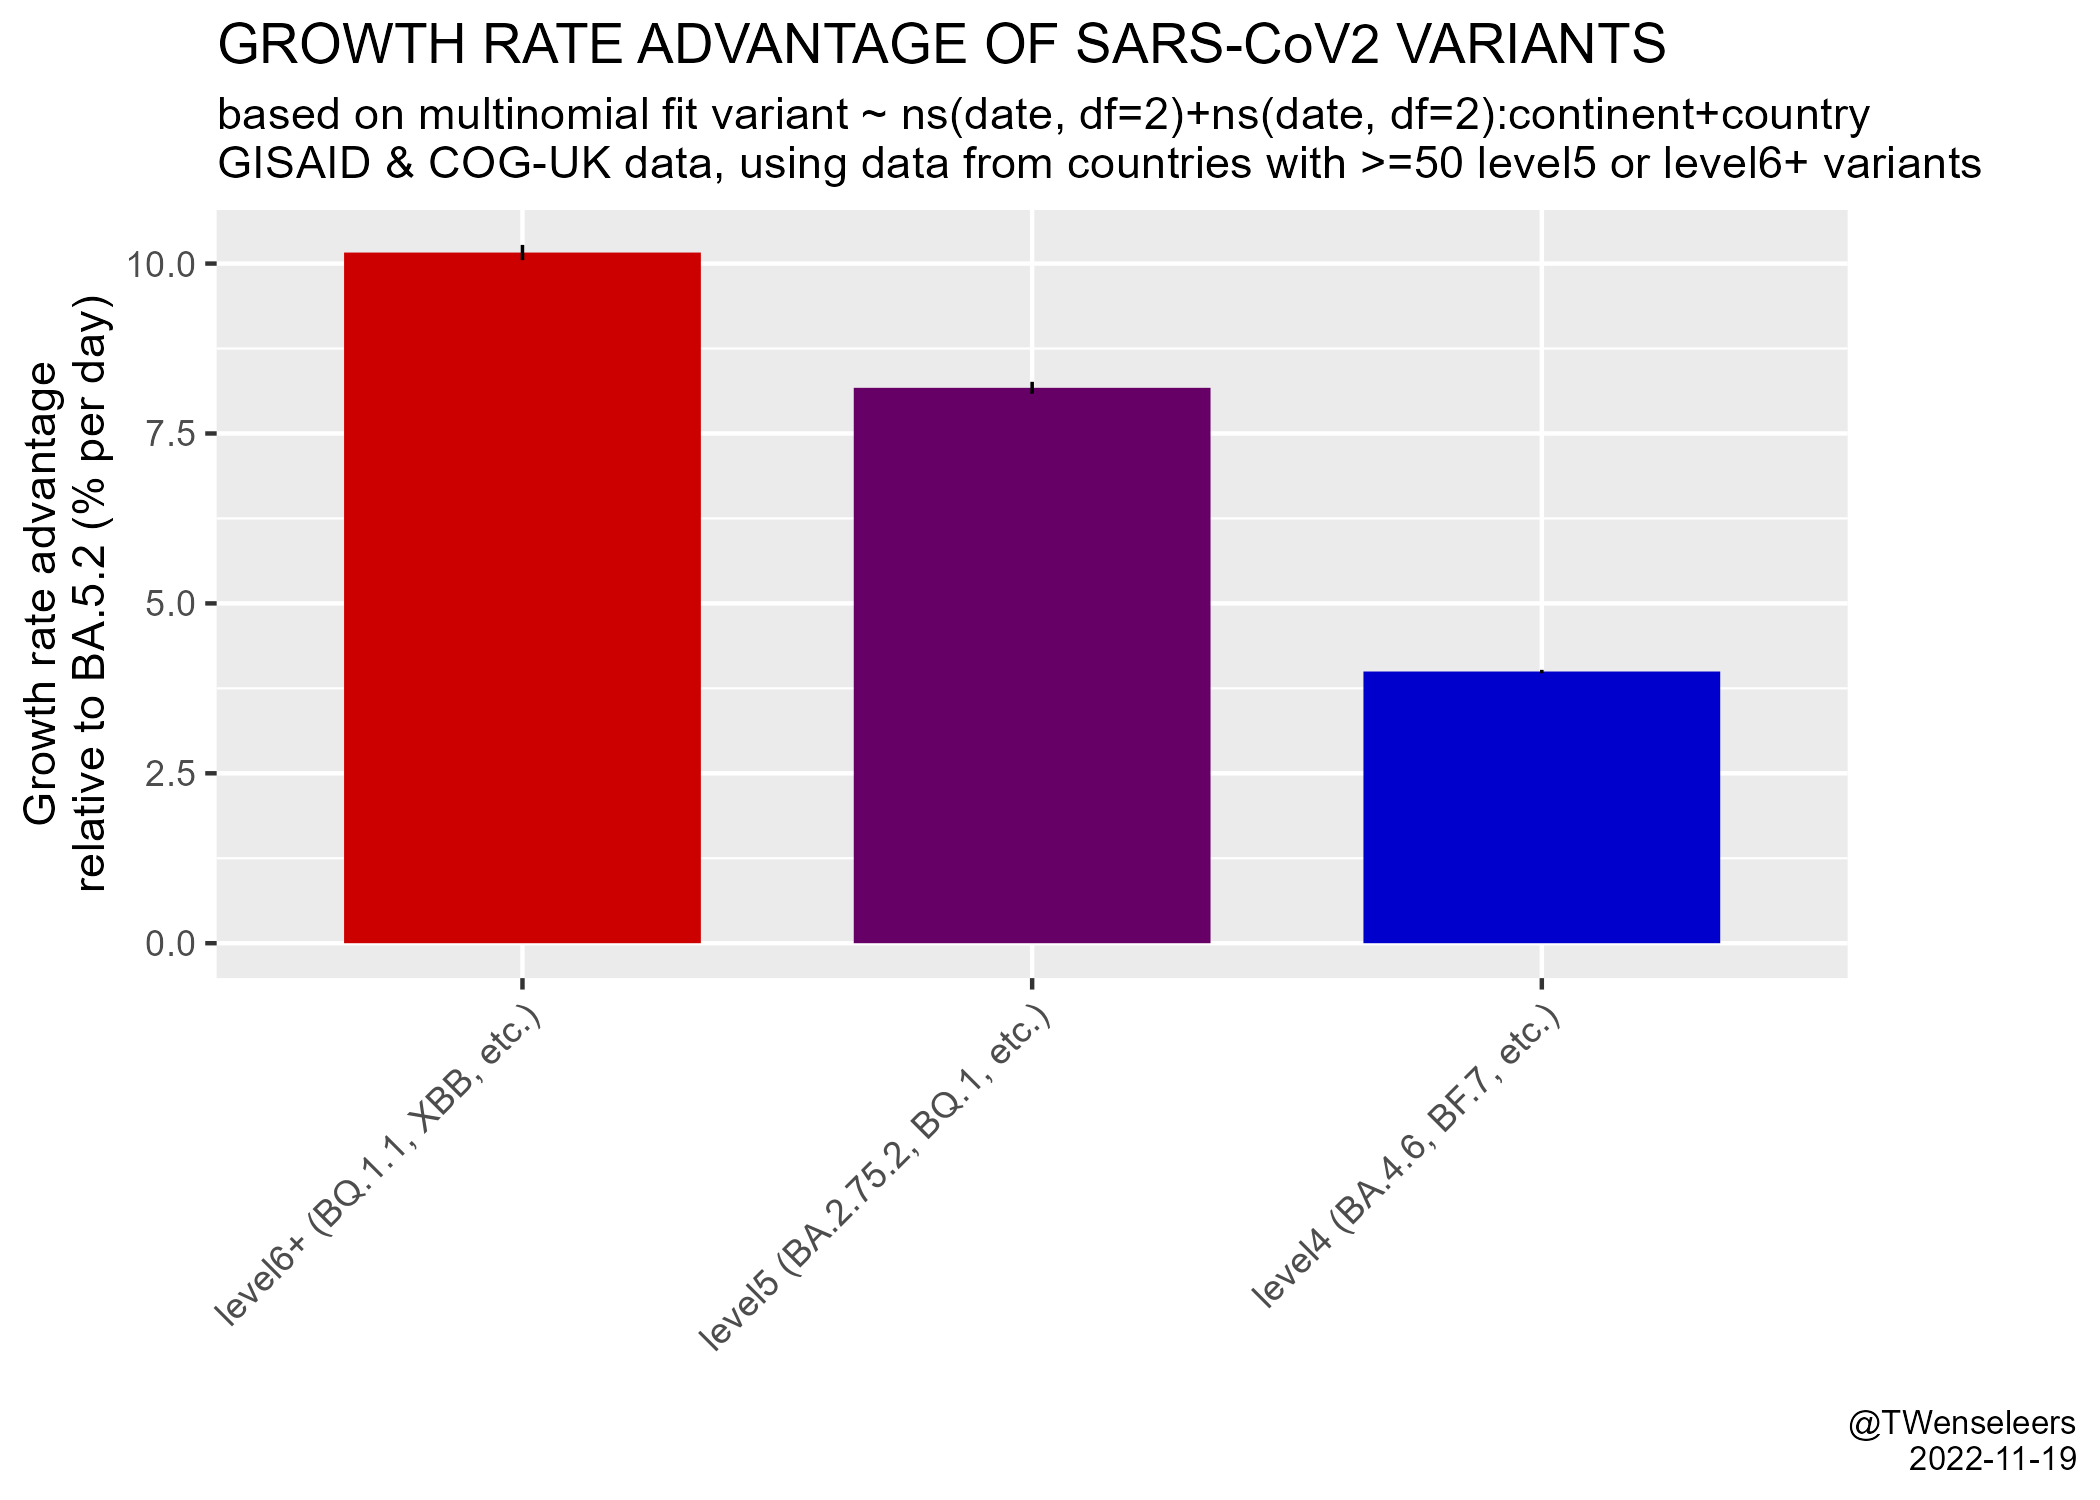 GROWTH RATE ADVANTAGE OF SARS-CoV2 VARIANTS
based on multinomial fit variant ~ ns(date, df=2)+ns(date, df=2):continent+country
GISAID & COG-UK data, using data from countries with >=50 level5 or level6+ variants
Growth rate advantage
relative to BA.5.2 (% per day)
10.0
7.5
5.0
2.5
0.0
level6+ (BQ.1.1, XBB, etc.)
level5 (BA.2.75.2, BQ.1, etc.)
level4 (BA.4.6, BF.7, etc.)
@TWenseleers
2022-11-19